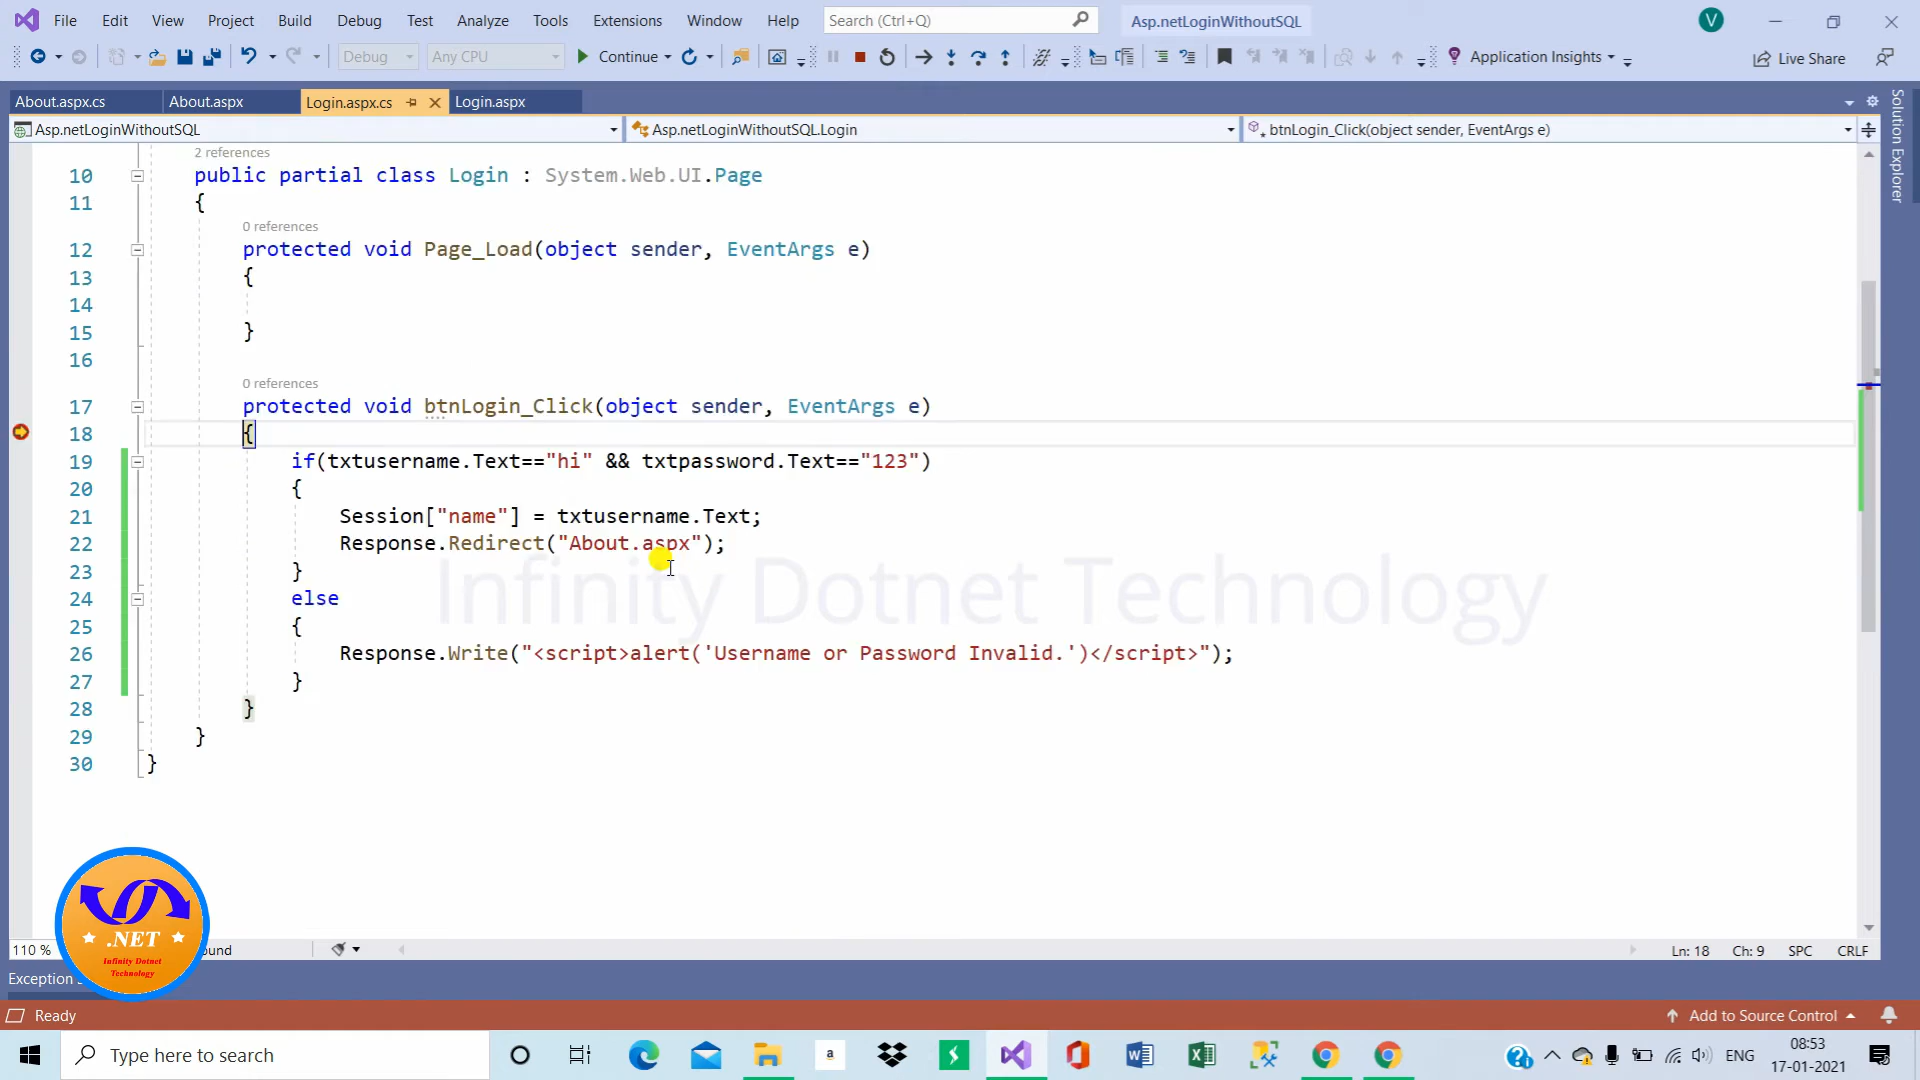 File Edit View Project Build Debug Test Analyze Tools Extensions Window Help Search (Ctrl+Q) Asp.netLoginWithoutSQL V
Debug Any CPU Continue Application Insights Live Share
About.aspx.cs About.aspx Login.aspx.cs Login.aspx
Asp.netLoginWithoutSQL Asp.netLoginWithoutSQL.Login btnLogin_Click(object sender, EventArgs e)
Solution Explorer
2 references
10 public partial class Login : System.Web.UI.Page
11 {
0 references
12 protected void Page_Load(object sender, EventArgs e)
13 {
14
15 }
16
0 references
17 protected void btnLogin_Click(object sender, EventArgs e)
18 {
19 if(txtusername.Text=="hi" && txtpassword.Text=="123")
20 {
21 Session["name"] = txtusername.Text;
22 Response.Redirect("About.aspx");
23 }
24 else
25 {
26 Response.Write("<script>alert('Username or Password Invalid.')</script>");
27 }
28 }
29 }
30 }
Infinity Dotnet Technology
.NET
Infinity Dotnet
Technology
110 % Ln: 18 Ch: 9 SPC CRLF
Exception
Ready Add to Source Control
Type here to search a ENG 08:53
17-01-2021